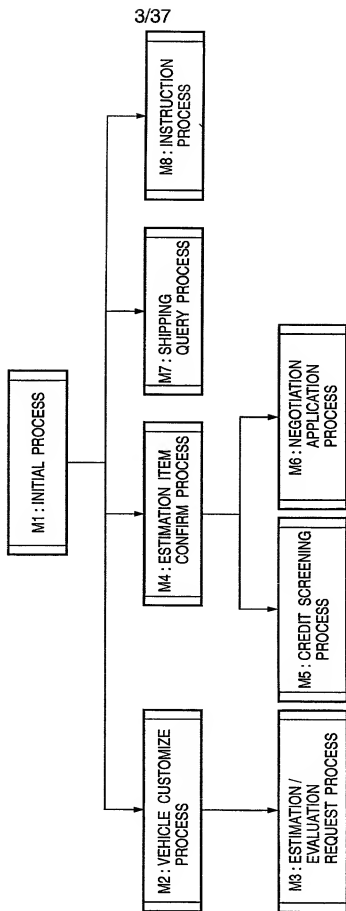 3/37
M1 : INITIAL PROCESS
M2 : VEHICLE CUSTOMIZE
PROCESS
M4 : ESTIMATION ITEM
CONFIRM PROCESS
M7 : SHIPPING
QUERY PROCESS
M8 : INSTRUCTION
PROCESS
M3 : ESTIMATION/
EVALUATION
REQUEST PROCESS
M5 : CREDIT SCREENING
PROCESS
M6 : NEGOTIATION
APPLICATION
PROCESS